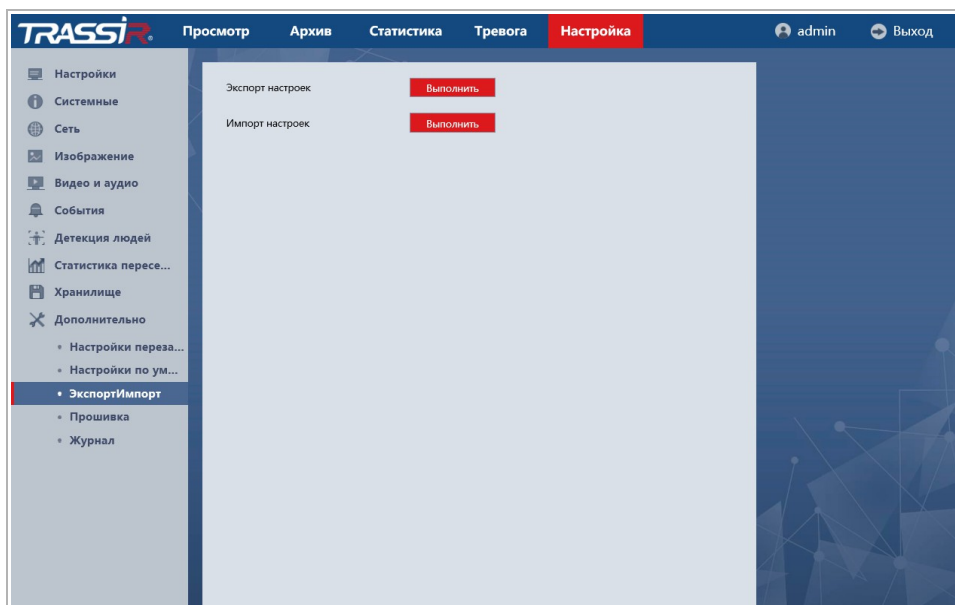 TRASSIR
Просмотр Архив Статистика Тревога Настройка admin Выход
Настройки
Системные
Сеть
Изображение
Видео и аудио
События
Детекция людей
Статистика пересе...
Хранилище
Дополнительно
Настройки переза...
Настройки по ум...
ЭкспортИмпорт
Прошивка
Журнал
Экспорт настроек Выполнить
Импорт настроек Выполнить